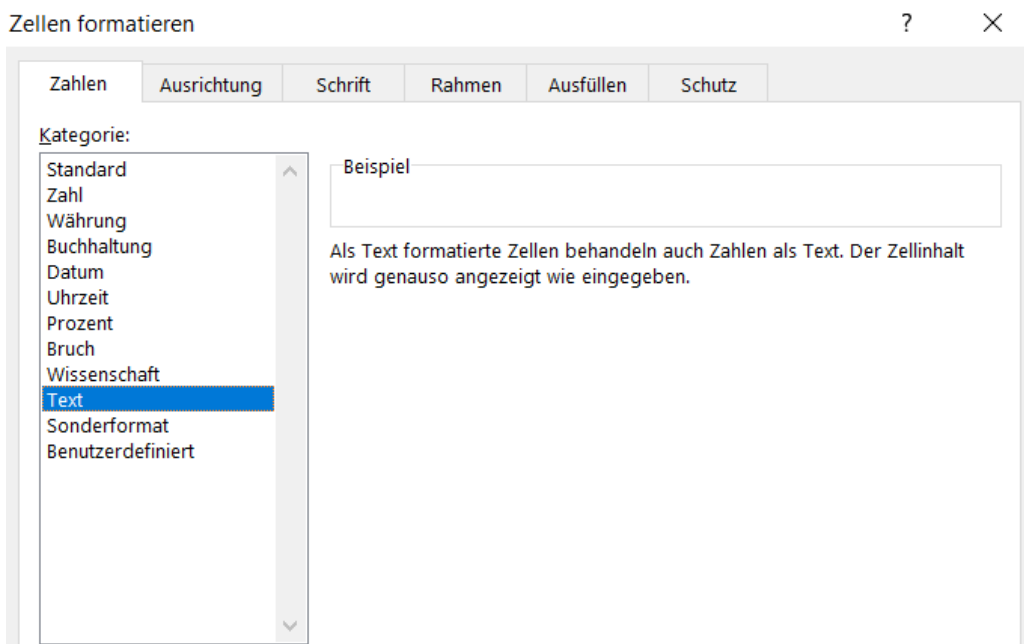 Zellen formatieren ?
Zahlen Ausrichtung Schrift Rahmen Ausfüllen Schutz
Kategorie:
Standard
Zahl
Währung
Buchhaltung
Datum
Uhrzeit
Prozent
Bruch
Wissenschaft
Text
Sonderformat
Benutzerdefiniert
Beispiel
Als Text formatierte Zellen behandeln auch Zahlen als Text. Der Zellinhalt
wird genauso angezeigt wie eingegeben.